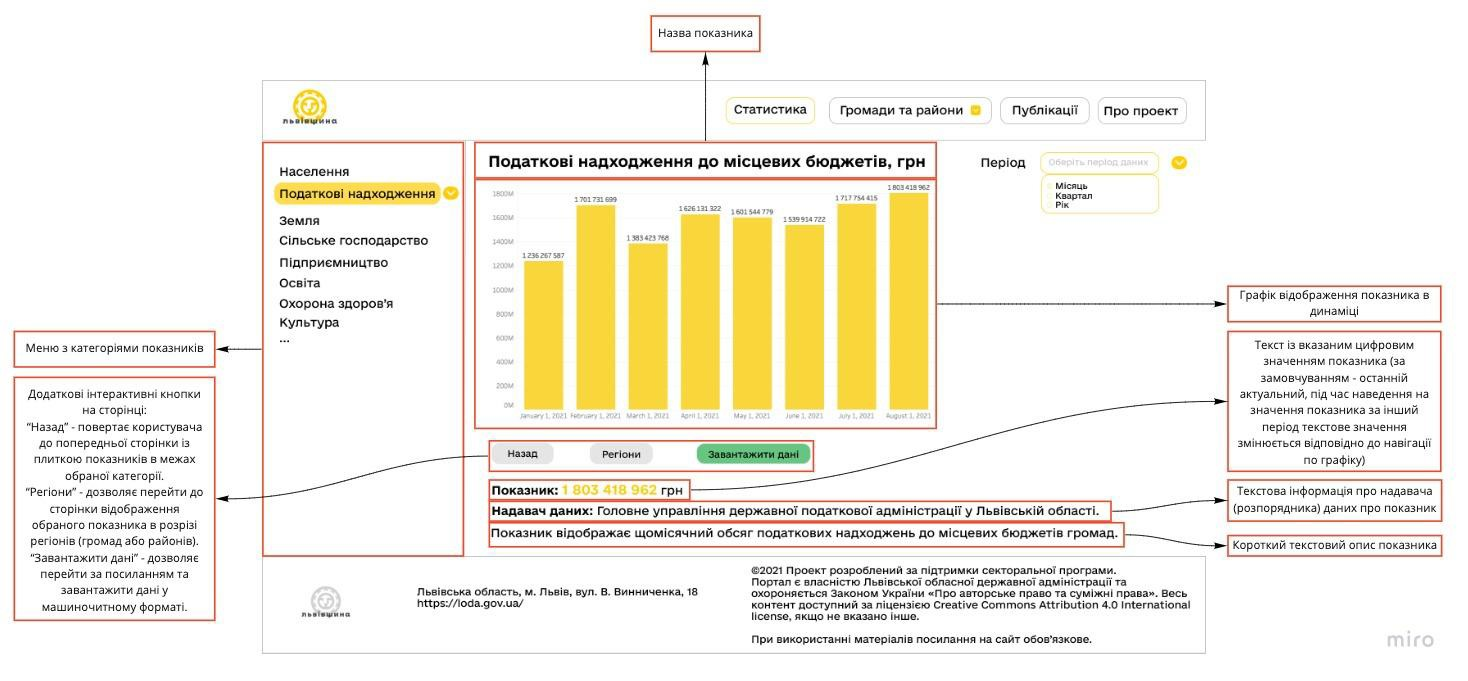 Назва показника
львівщина
Статистика
Громади та райони
Публікації
Про проект
Населення
Податкові надходження
Земля
Сільське господарство
Підприємництво
Освіта
Охорона здоров'я
Культура
...
Податкові надходження до місцевих бюджетів, грн
Період
Оберіть період даних
Місяць
Квартал
Рік
1800M
1600M
1400M
1200M
1000M
800M
600M
400M
200M
0M
1 236 267 587
1 701 731 699
1 383 423 768
1 626 131 322
1 601 544 779
1 539 914 722
1 717 754 415
1 803 418 962
January 1, 2021
February 1, 2021
March 1, 2021
April 1, 2021
May 1, 2021
June 1, 2021
July 1, 2021
August 1, 2021
Назад
Регіони
Завантажити дані
Показник: 1 803 418 962 грн
Надавач даних: Головне управління державної податкової адміністрації у Львівській області.
Показник відображає щомісячний обсяг податкових надходжень до місцевих бюджетів громад.
Меню з категоріями показників
Додаткові інтерактивні кнопки
на сторінці:
"Назад" - повертає користувача
до попередньої сторінки із
плиткою показників в межах
обраної категорії.
"Регіони" - дозволяє перейти до
сторінки відображення
обраного показника в розрізі
регіонів (громад або районів).
"Завантажити дані" - дозволяє
перейти за посиланням та
завантажити дані у
машиночитному форматі.
Графік відображення показника в
динаміці
Текст із вказаним цифровим
значенням показника (за
замовчуванням - останній
актуальний, під час наведення на
значення показника за інший
період текстове значення
змінюється відповідно до навігації
по графіку)
Текстова інформація про надавача
(розпорядника) даних про показник
Короткий текстовий опис показника
львівщина
Львівська область, м. Львів, вул. В. Винниченка, 18
https://loda.gov.ua/
©2021 Проект розроблений за підтримки секторальної програми.
Портал є власністю Львівської обласної державної адміністрації та
охороняється Законом України «Про авторське право та суміжні права». Весь
контент доступний за ліцензією Creative Commons Attribution 4.0 International
license, якщо не вказано інше.
При використанні матеріалів посилання на сайт обов'язкове.
miro